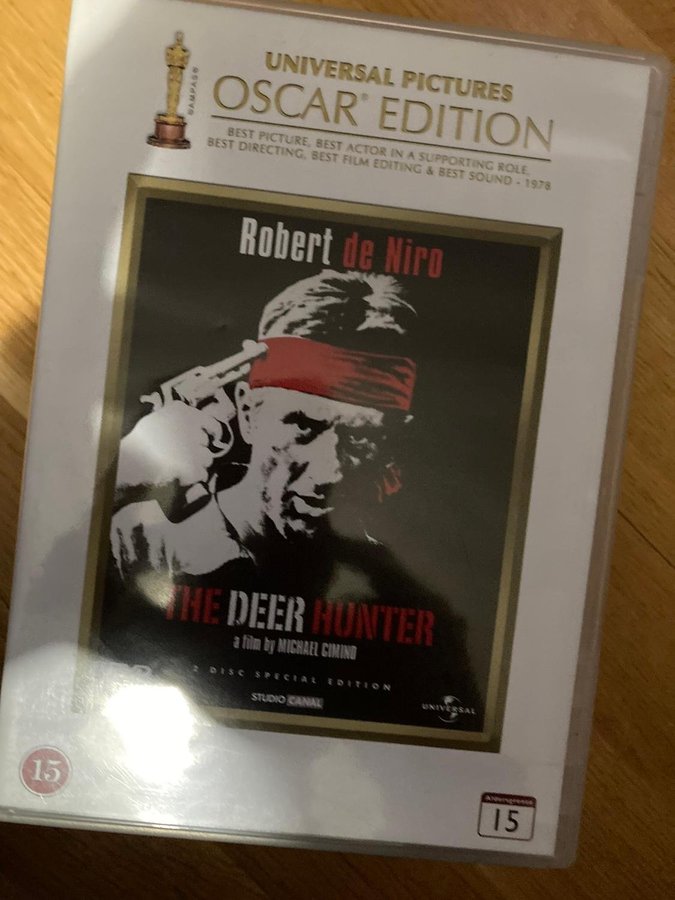 UNIVERSAL PICTURES
OSCAR® EDITION
BEST PICTURE, BEST ACTOR IN A SUPPORTING ROLE,
BEST DIRECTING, BEST FILM EDITING & BEST SOUND - 1978
©A.M.P.A.S.®
Robert de Niro
THE DEER HUNTER
a film by MICHAEL CIMINO
2 DISC SPECIAL EDITION
STUDIO CANAL
UNIVERSAL
15
Aldersgrense
15